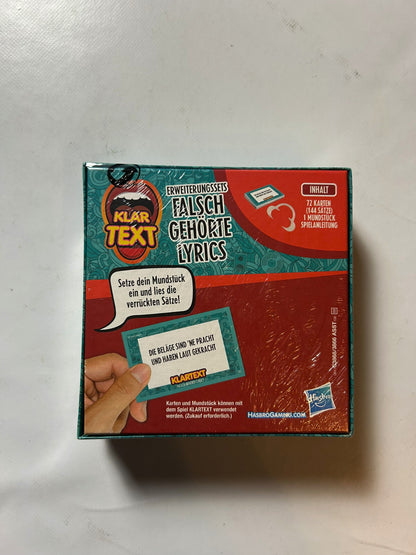 KLAR
TEXT
ERWEITERUNGSSETS
FALSCH
GEHÖRTE
LYRICS
INHALT
72 KARTEN
(144 SÄTZE)
1 MUNDSTÜCK
SPIELANLEITUNG
Setze dein Mundstück
ein und lies die
verrückten Sätze!
DIE BELÄGE SIND 'NE PRACHT
UND HABEN LAUT GEKRACHT
KLARTEXT
Karten und Mundstück können mit
dem Spiel KLARTEXT verwendet
werden. (Zukauf erforderlich.)
HASBROGAMING.COM
Hasbro